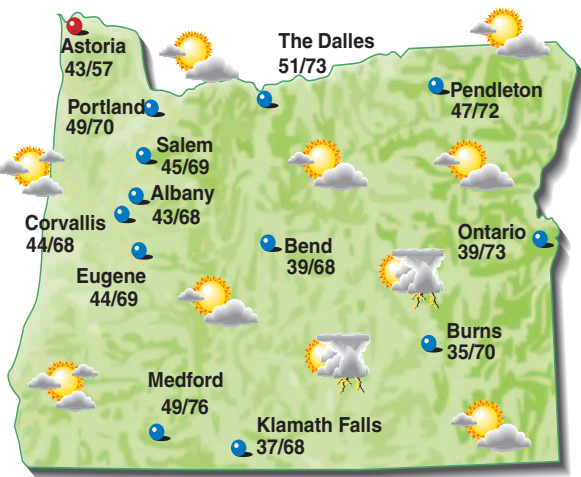 Astoria
43/57
The Dalles
51/73
Pendleton
47/72
Portland
49/70
Salem
45/69
Albany
43/68
Corvallis
44/68
Eugene
44/69
Bend
39/68
Ontario
39/73
Burns
35/70
Medford
49/76
Klamath Falls
37/68